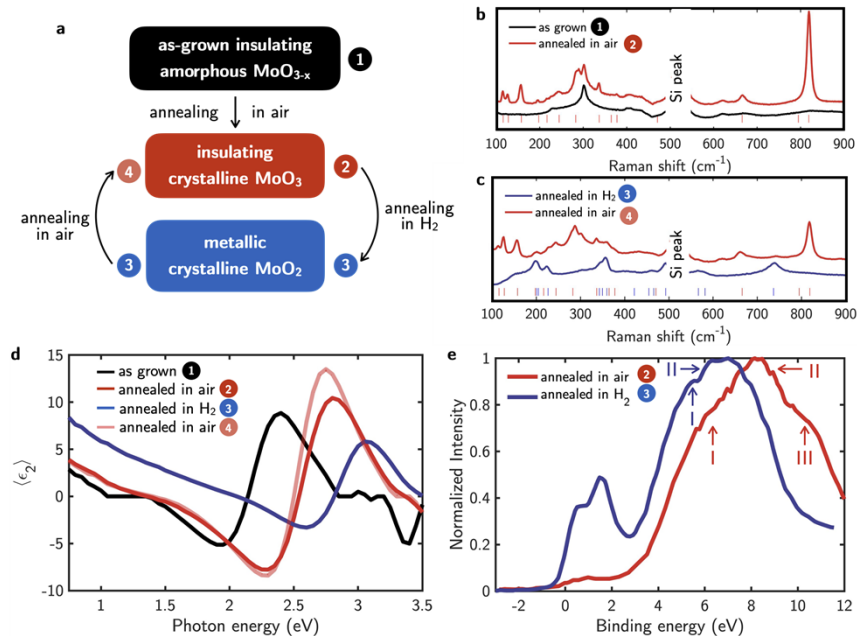 a
as-grown insulating
amorphous MoO₃₋ₓ
1
annealing in air
4
insulating
crystalline MoO₃
2
annealing
in air
annealing
in H₂
3
metallic
crystalline MoO₂
3
b
as grown 1
annealed in air 2
Si peak
100 200 300 400 500 600 700 800 900
Raman shift (cm⁻¹)
c
annealed in H₂ 3
annealed in air 4
Si peak
100 200 300 400 500 600 700 800 900
Raman shift (cm⁻¹)
d
as grown 1
annealed in air 2
annealed in H₂ 3
annealed in air 4
⟨ϵ₂⟩
15
10
5
0
-5
-10
1 1.5 2 2.5 3 3.5
Photon energy (eV)
e
annealed in air 2
annealed in H₂ 3
II
I
I
II
III
Normalized Intensity
1
0.8
0.6
0.4
0.2
0
-2 0 2 4 6 8 10 12
Binding energy (eV)